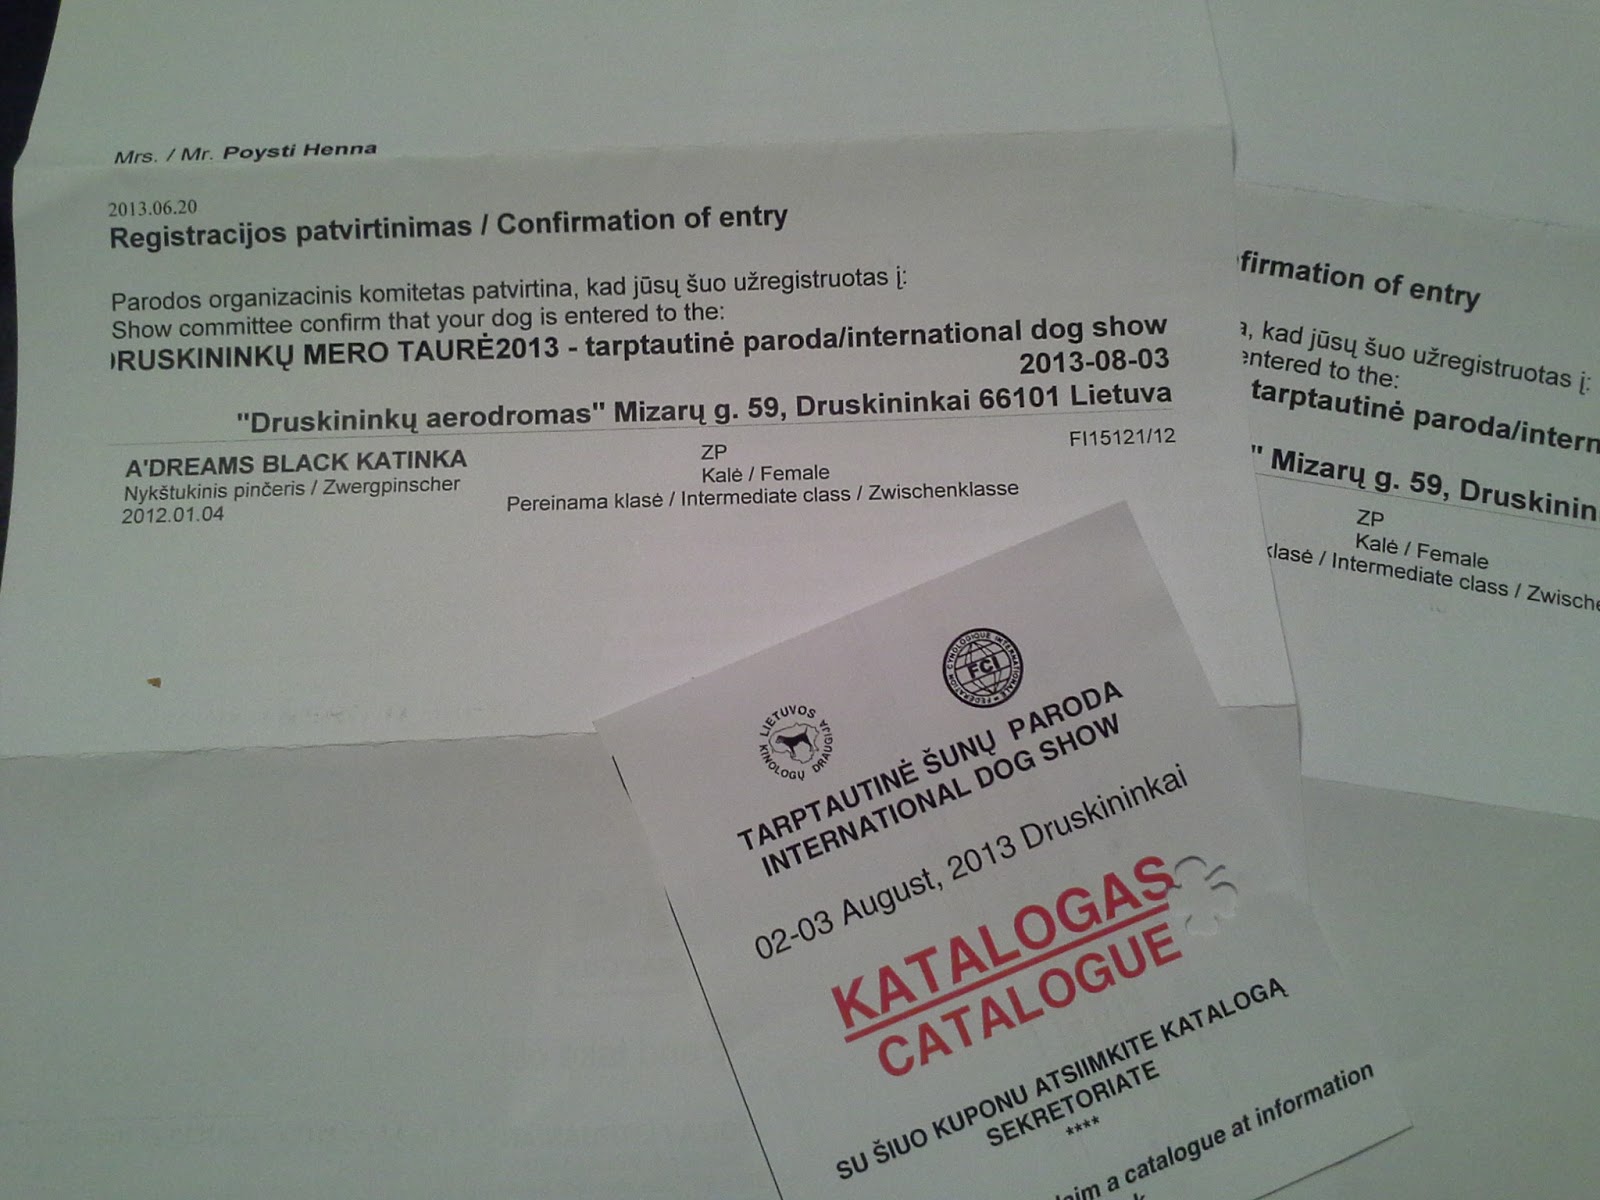 Mrs. / Mr. Poysti Henna
2013.06.20
Registracijos patvirtinimas / Confirmation of entry
Parodos organizacinis komitetas patvirtina, kad jūsų šuo užregistruotas į:
Show committee confirm that your dog is entered to the:
DRUSKININKŲ MERO TAURĖ2013 - tarptautinė paroda/international dog show
2013-08-03
"Druskininkų aerodromas" Mizarų g. 59, Druskininkai 66101 Lietuva
A'DREAMS BLACK KATINKA ZP FI15121/12
Nykštukinis pinčeris / Zwergpinscher Kalė / Female
2012.01.04 Pereinama klasė / Intermediate class / Zwischenklasse
firmation of entry
a, kad jūsų šuo užregistruotas į:
entered to the:
tarptautinė paroda/intern
" Mizarų g. 59, Druskinin
ZP
Kalė / Female
klasė / Intermediate class / Zwische
LIETUVOS KINOLOGŲ DRAUGIJA
FEDERATION CYNOLOGIQUE INTERNATIONALE
FCI
TARPTAUTINĖ ŠUNŲ PARODA
INTERNATIONAL DOG SHOW
02-03 August, 2013 Druskininkai
KATALOGAS
CATALOGUE
SU ŠIUO KUPONU ATSIIMKITE KATALOGĄ
SEKRETORIATE
****
aim a catalogue at information